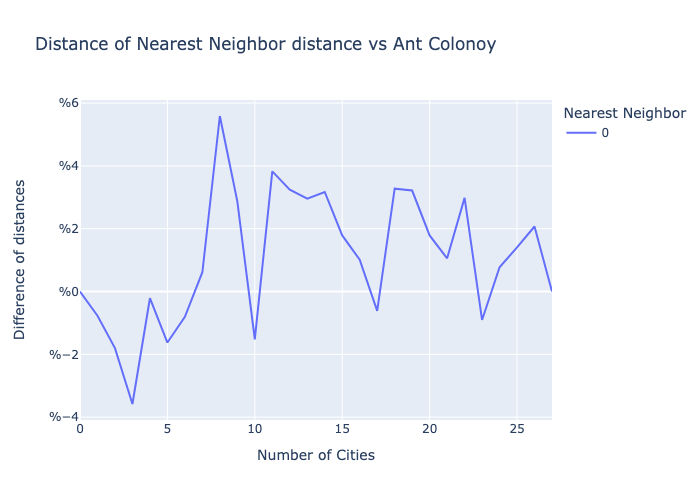 Distance of Nearest Neighbor distance vs Ant Colonoy
Nearest Neighbor
0
Difference of distances
%6
%4
%2
%0
%−2
%−4
0 5 10 15 20 25
Number of Cities